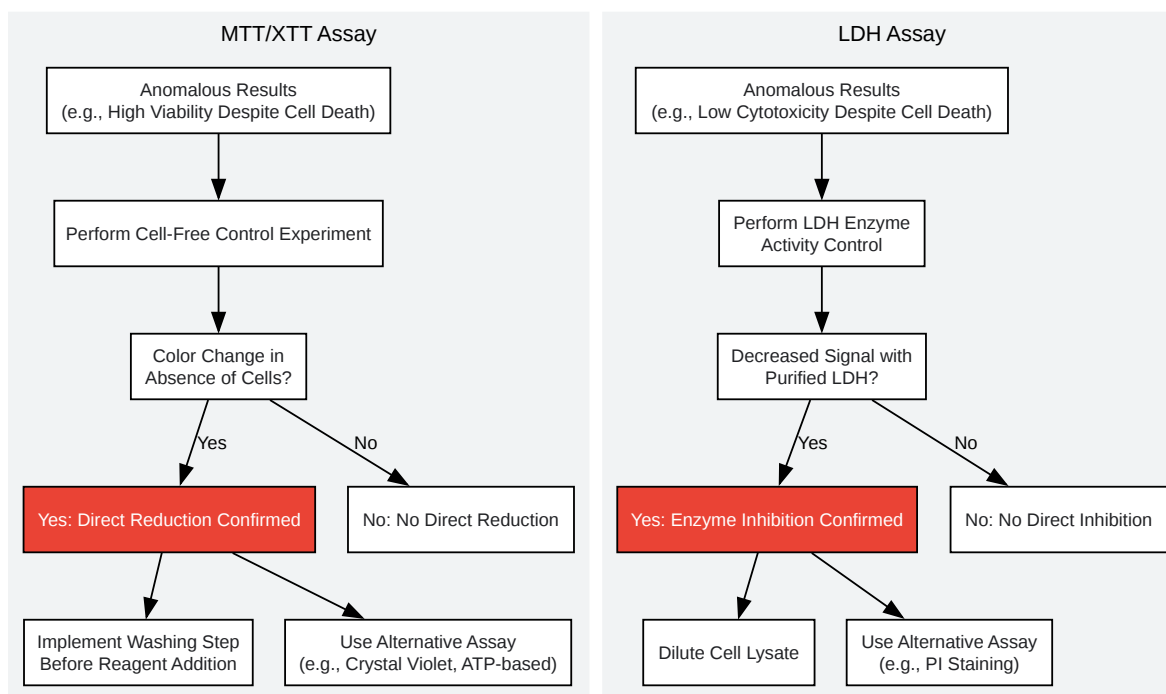 MTT/XTT Assay
Anomalous Results
(e.g., High Viability Despite Cell Death)
Perform Cell-Free Control Experiment
Color Change in
Absence of Cells?
Yes
No
Yes: Direct Reduction Confirmed
No: No Direct Reduction
Implement Washing Step
Before Reagent Addition
Use Alternative Assay
(e.g., Crystal Violet, ATP-based)
LDH Assay
Anomalous Results
(e.g., Low Cytotoxicity Despite Cell Death)
Perform LDH Enzyme
Activity Control
Decreased Signal with
Purified LDH?
Yes
No
Yes: Enzyme Inhibition Confirmed
No: No Direct Inhibition
Dilute Cell Lysate
Use Alternative Assay
(e.g., PI Staining)